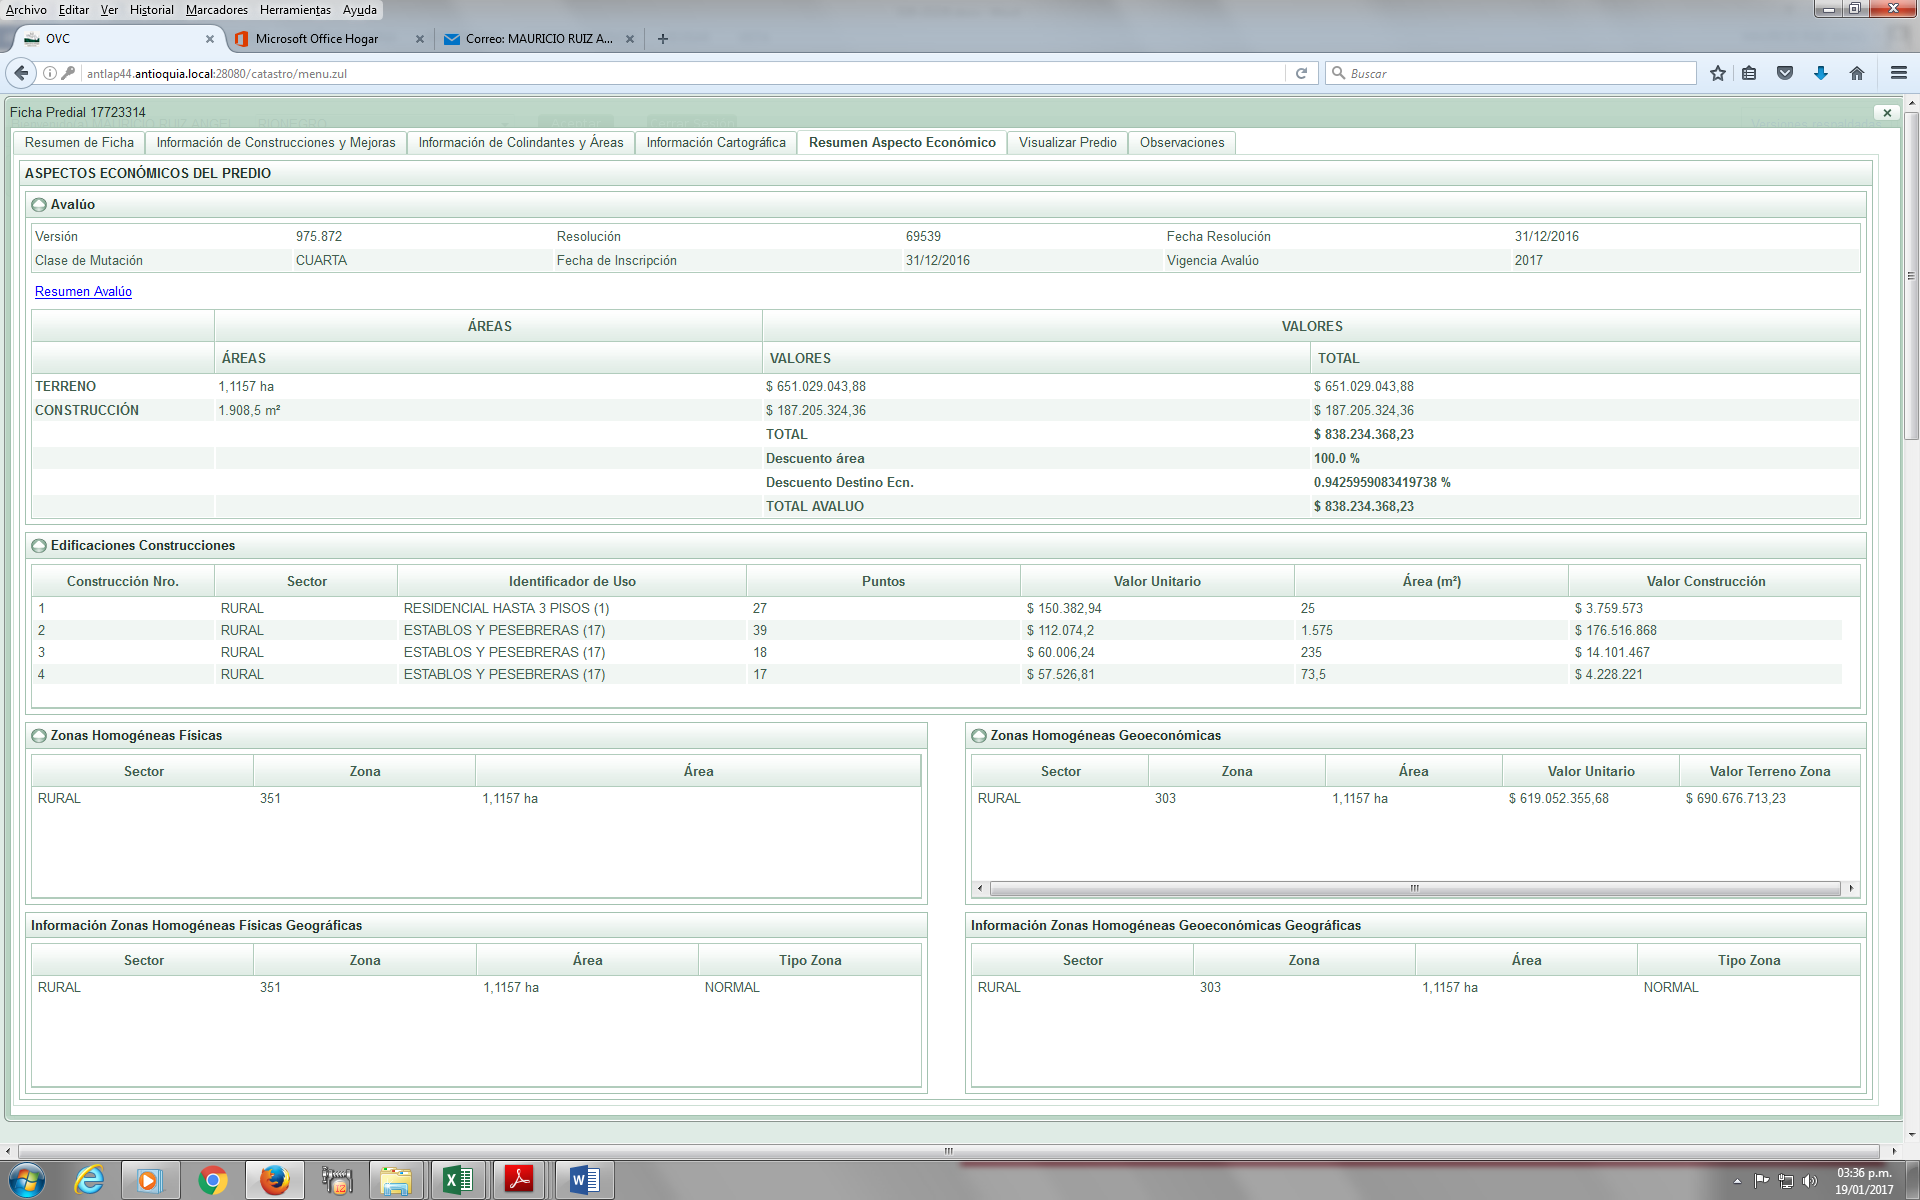 Archivo Editar Ver Historial Marcadores Herramientas Ayuda
OVC Microsoft Office Hogar Correo: MAURICIO RUIZ A...
antlap44.antioquia.local:28080/catastro/menu.zul Buscar
Ficha Predial 17723314
Resumen de Ficha Información de Construcciones y Mejoras Información de Colindantes y Áreas Información Cartográfica Resumen Aspecto Económico Visualizar Predio Observaciones
ASPECTOS ECONÓMICOS DEL PREDIO
Avalúo
Versión 975.872 Resolución 69539 Fecha Resolución 31/12/2016
Clase de Mutación CUARTA Fecha de Inscripción 31/12/2016 Vigencia Avalúo 2017
Resumen Avalúo
ÁREAS VALORES
ÁREAS VALORES TOTAL
TERRENO 1,1157 ha $ 651.029.043,88 $ 651.029.043,88
CONSTRUCCIÓN 1.908,5 m² $ 187.205.324,36 $ 187.205.324,36
TOTAL $ 838.234.368,23
Descuento área 100.0 %
Descuento Destino Ecn. 0.9425959083419738 %
TOTAL AVALUO $ 838.234.368,23
Edificaciones Construcciones
Construcción Nro. Sector Identificador de Uso Puntos Valor Unitario Área (m²) Valor Construcción
1 RURAL RESIDENCIAL HASTA 3 PISOS (1) 27 $ 150.382,94 25 $ 3.759.573
2 RURAL ESTABLOS Y PESEBRERAS (17) 39 $ 112.074,2 1.575 $ 176.516.868
3 RURAL ESTABLOS Y PESEBRERAS (17) 18 $ 60.006,24 235 $ 14.101.467
4 RURAL ESTABLOS Y PESEBRERAS (17) 17 $ 57.526,81 73,5 $ 4.228.221
Zonas Homogéneas Físicas
Sector Zona Área
RURAL 351 1,1157 ha
Zonas Homogéneas Geoeconómicas
Sector Zona Área Valor Unitario Valor Terreno Zona
RURAL 303 1,1157 ha $ 619.052.355,68 $ 690.676.713,23
Información Zonas Homogéneas Físicas Geográficas
Sector Zona Área Tipo Zona
RURAL 351 1,1157 ha NORMAL
Información Zonas Homogéneas Geoeconómicas Geográficas
Sector Zona Área Tipo Zona
RURAL 303 1,1157 ha NORMAL
03:36 p.m.
19/01/2017